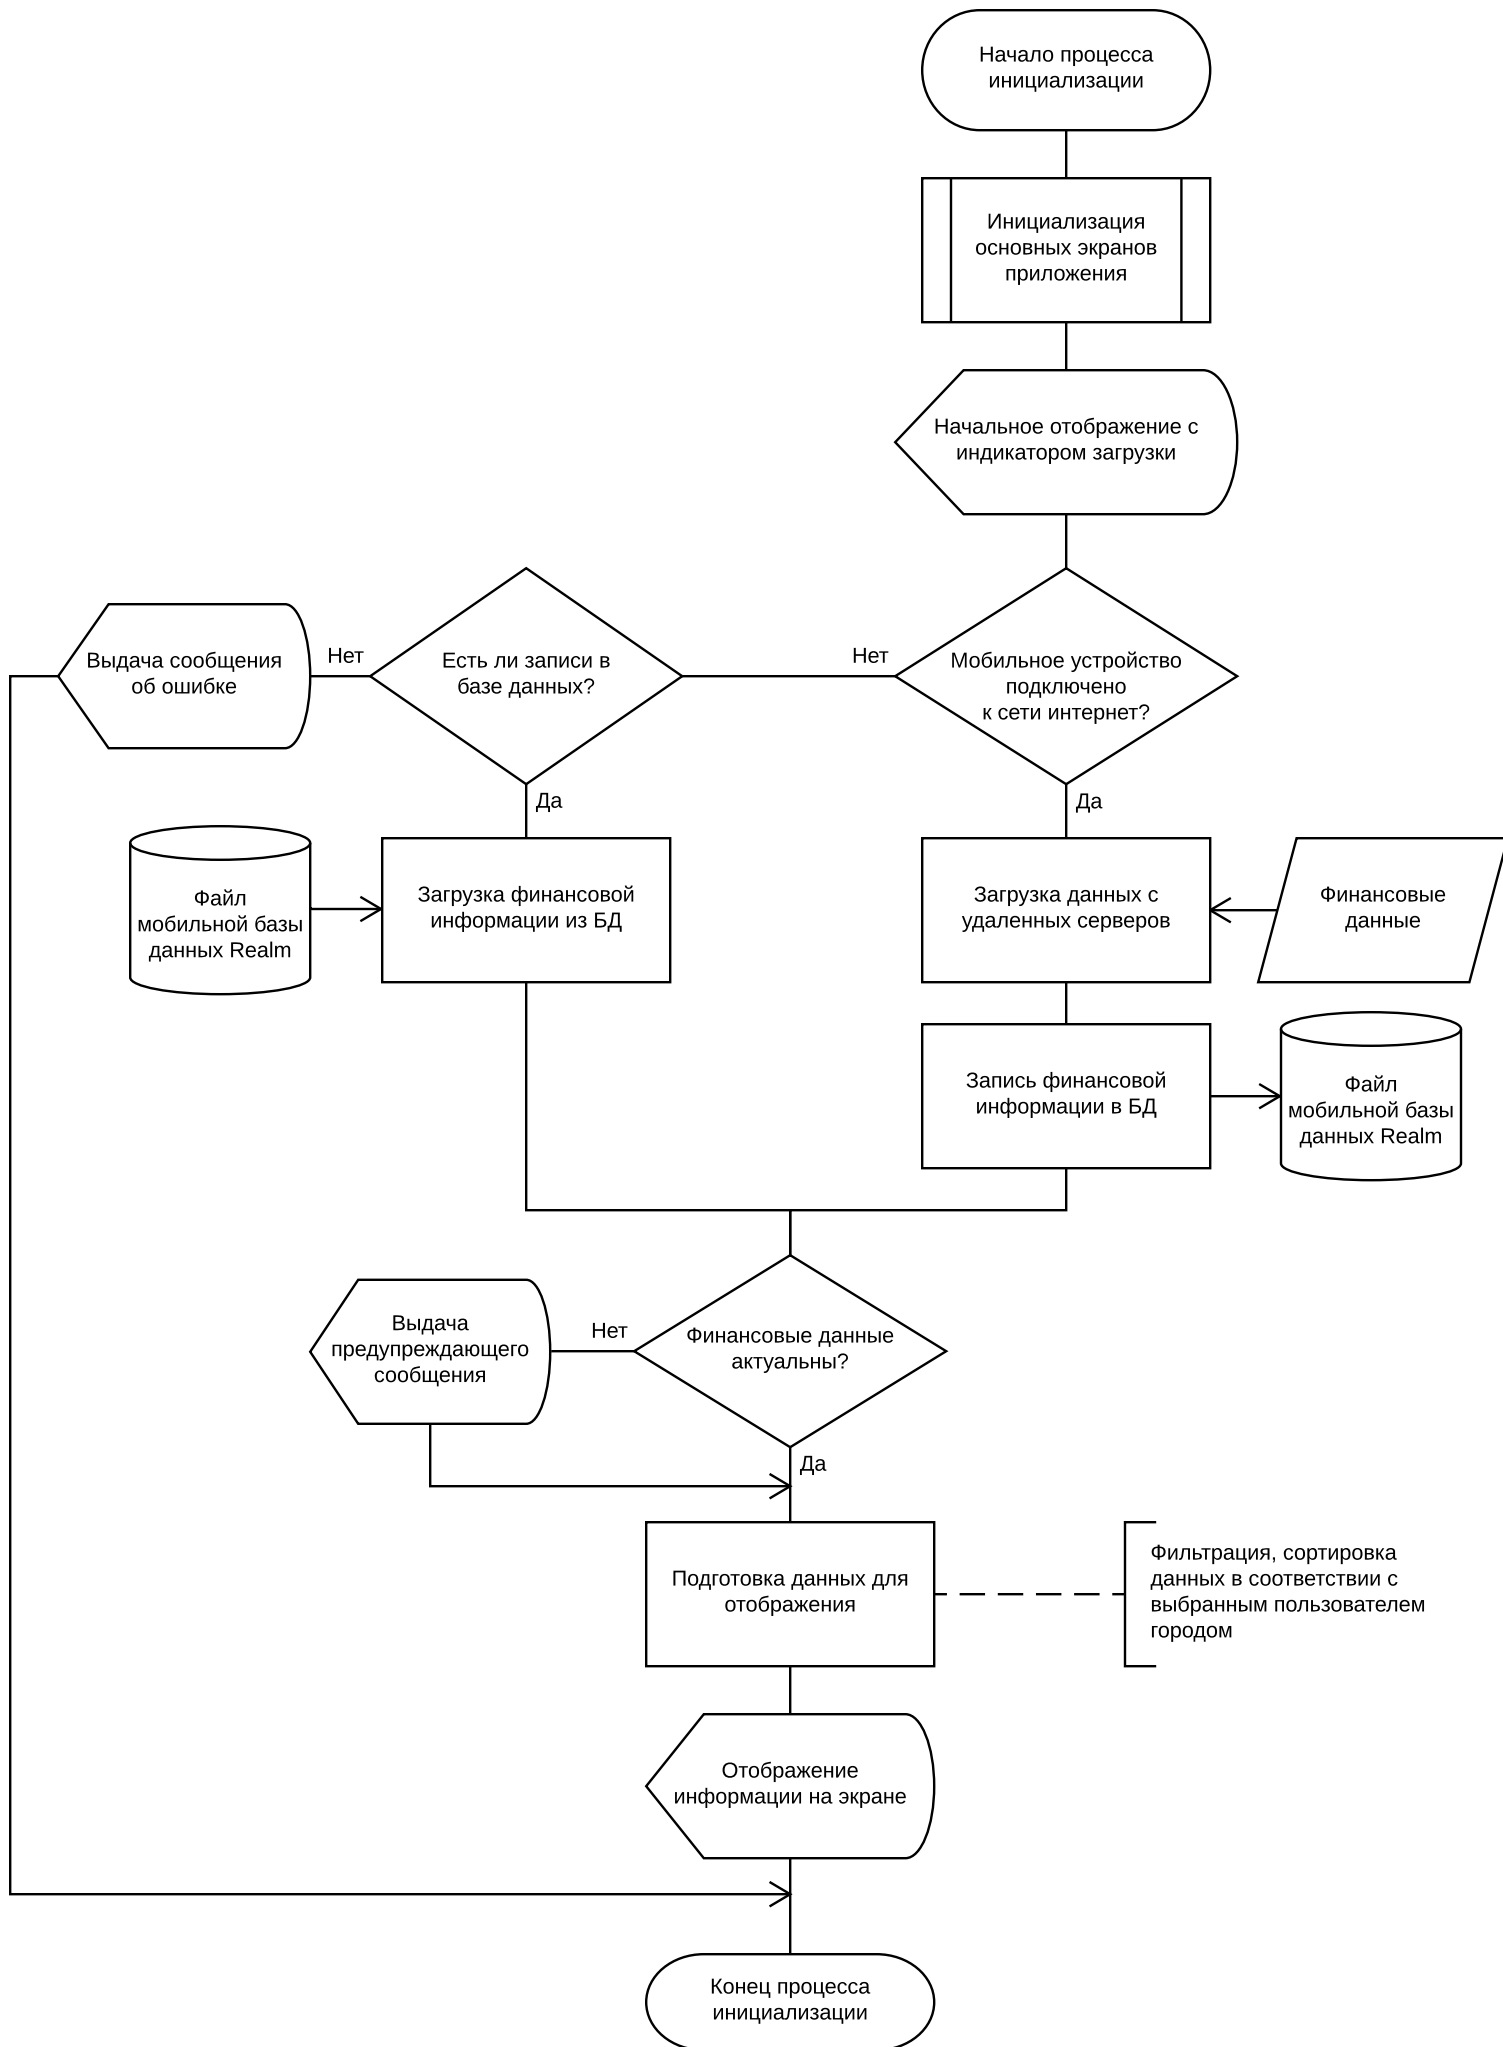 Начало процесса
инициализации
Инициализация
основных экранов
приложения
Начальное отображение с
индикатором загрузки
Выдача сообщения
об ошибке
Нет
Есть ли записи в
базе данных?
Нет
Мобильное устройство
подключено
к сети интернет?
Да
Да
Файл
мобильной базы
данных Realm
Загрузка финансовой
информации из БД
Загрузка данных с
удаленных серверов
Финансовые
данные
Запись финансовой
информации в БД
Файл
мобильной базы
данных Realm
Выдача
предупреждающего
сообщения
Нет
Финансовые данные
актуальны?
Да
Подготовка данных для
отображения
Фильтрация, сортировка
данных в соответствии с
выбранным пользователем
городом
Отображение
информации на экране
Конец процесса
инициализации